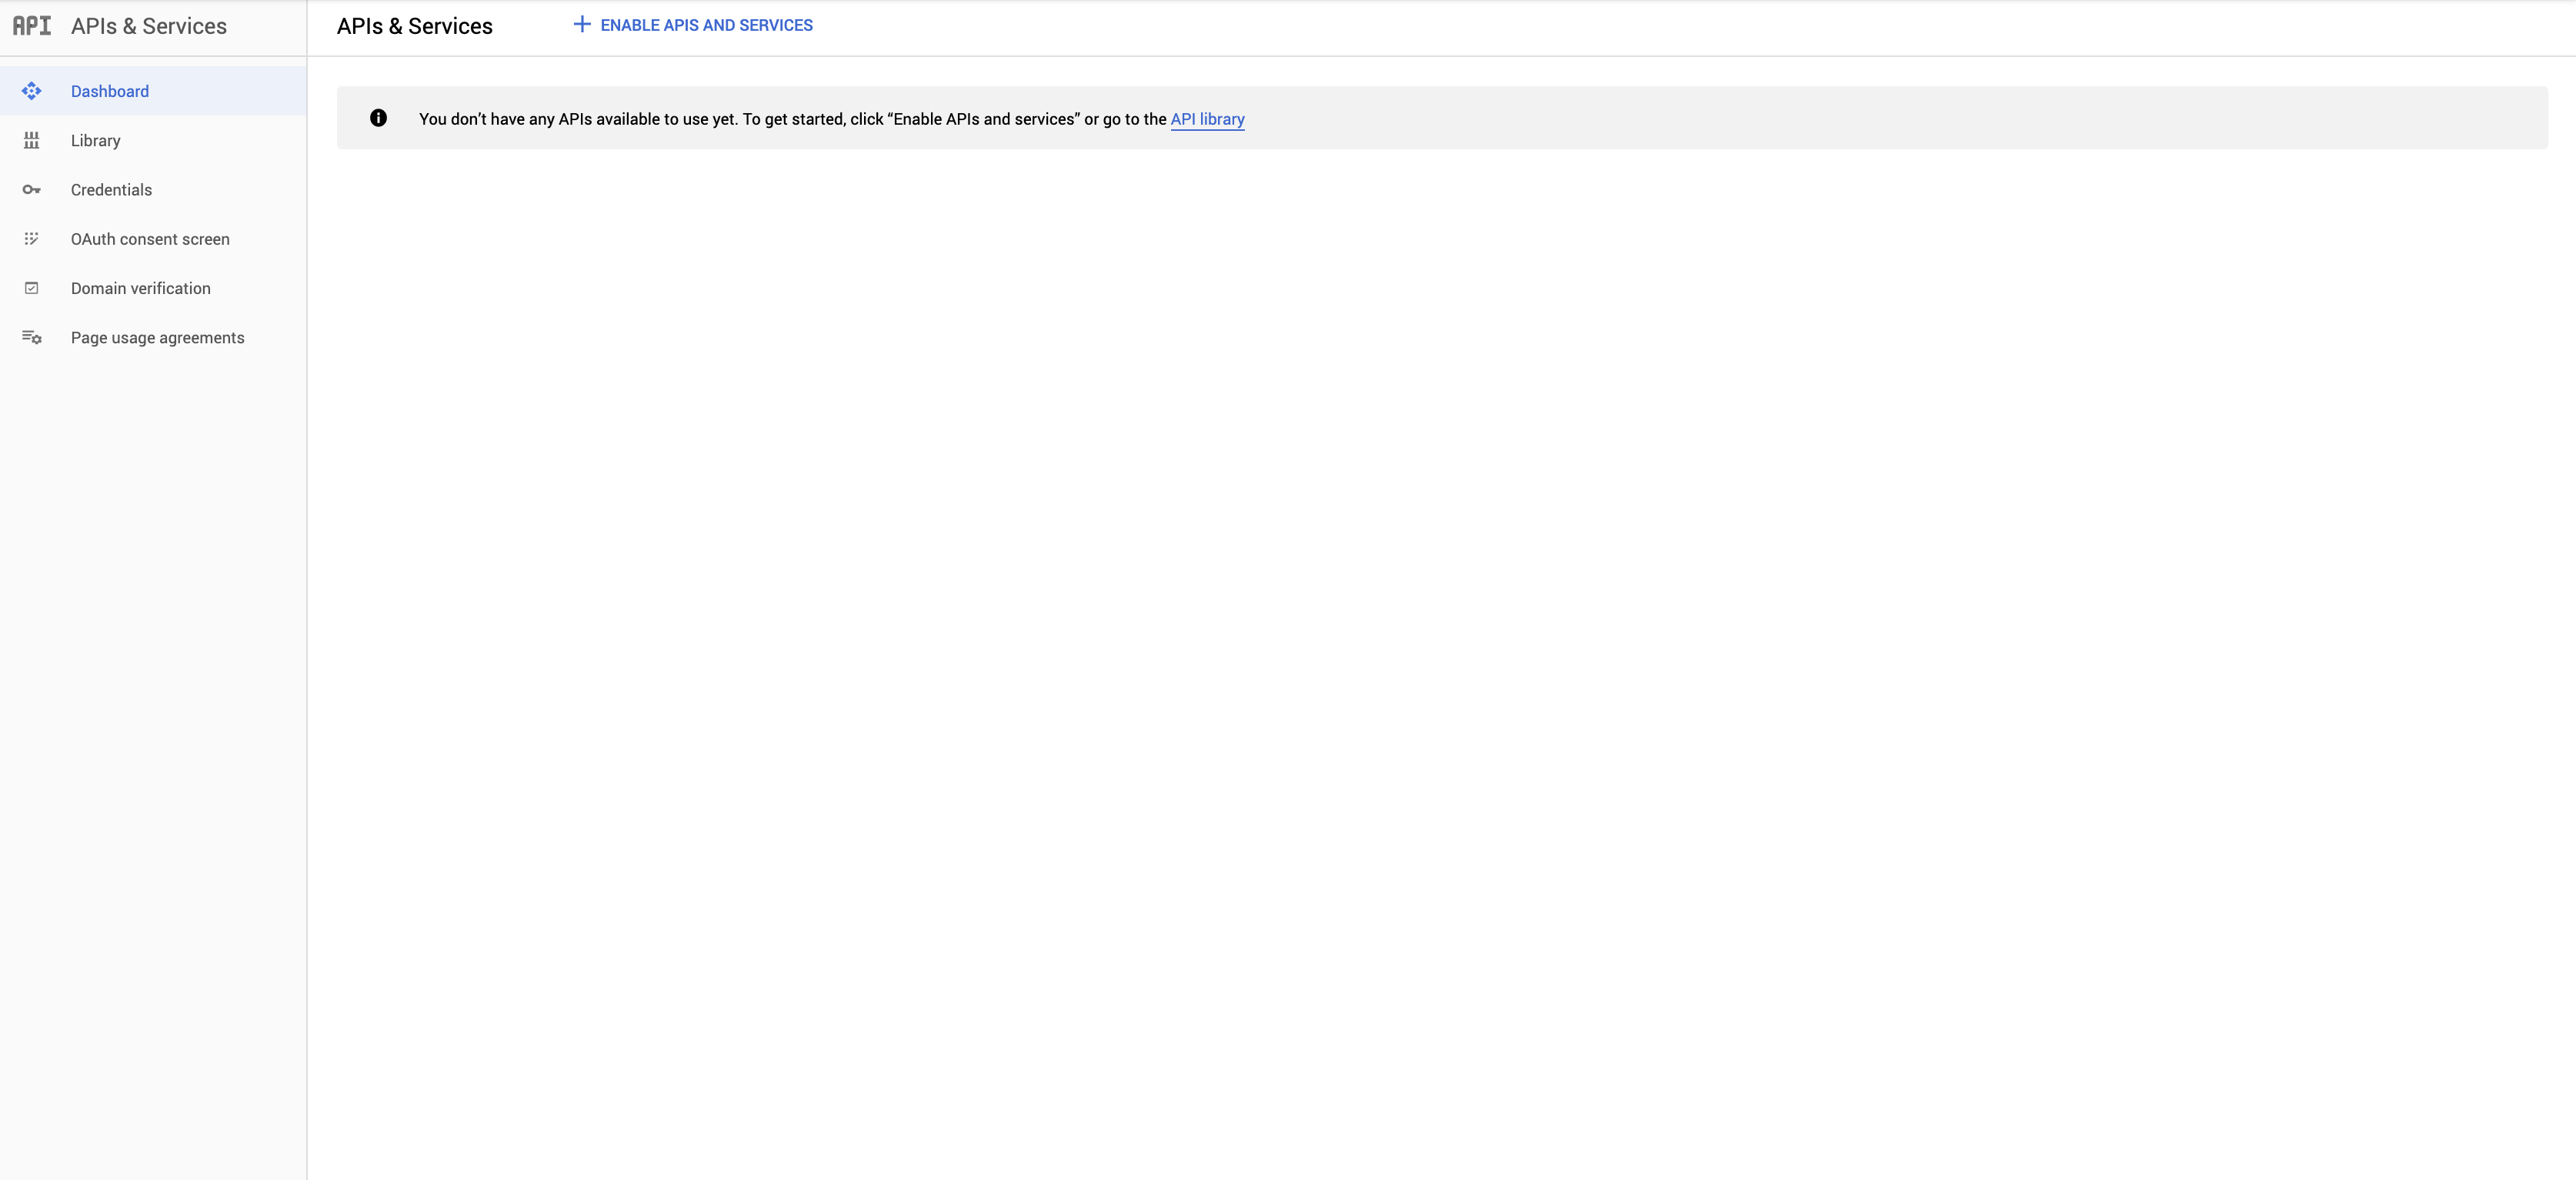 API APIs & Services
APIs & Services
ENABLE APIS AND SERVICES
Dashboard
Library
Credentials
OAuth consent screen
Domain verification
Page usage agreements
You don’t have any APIs available to use yet. To get started, click “Enable APIs and services” or go to the API library